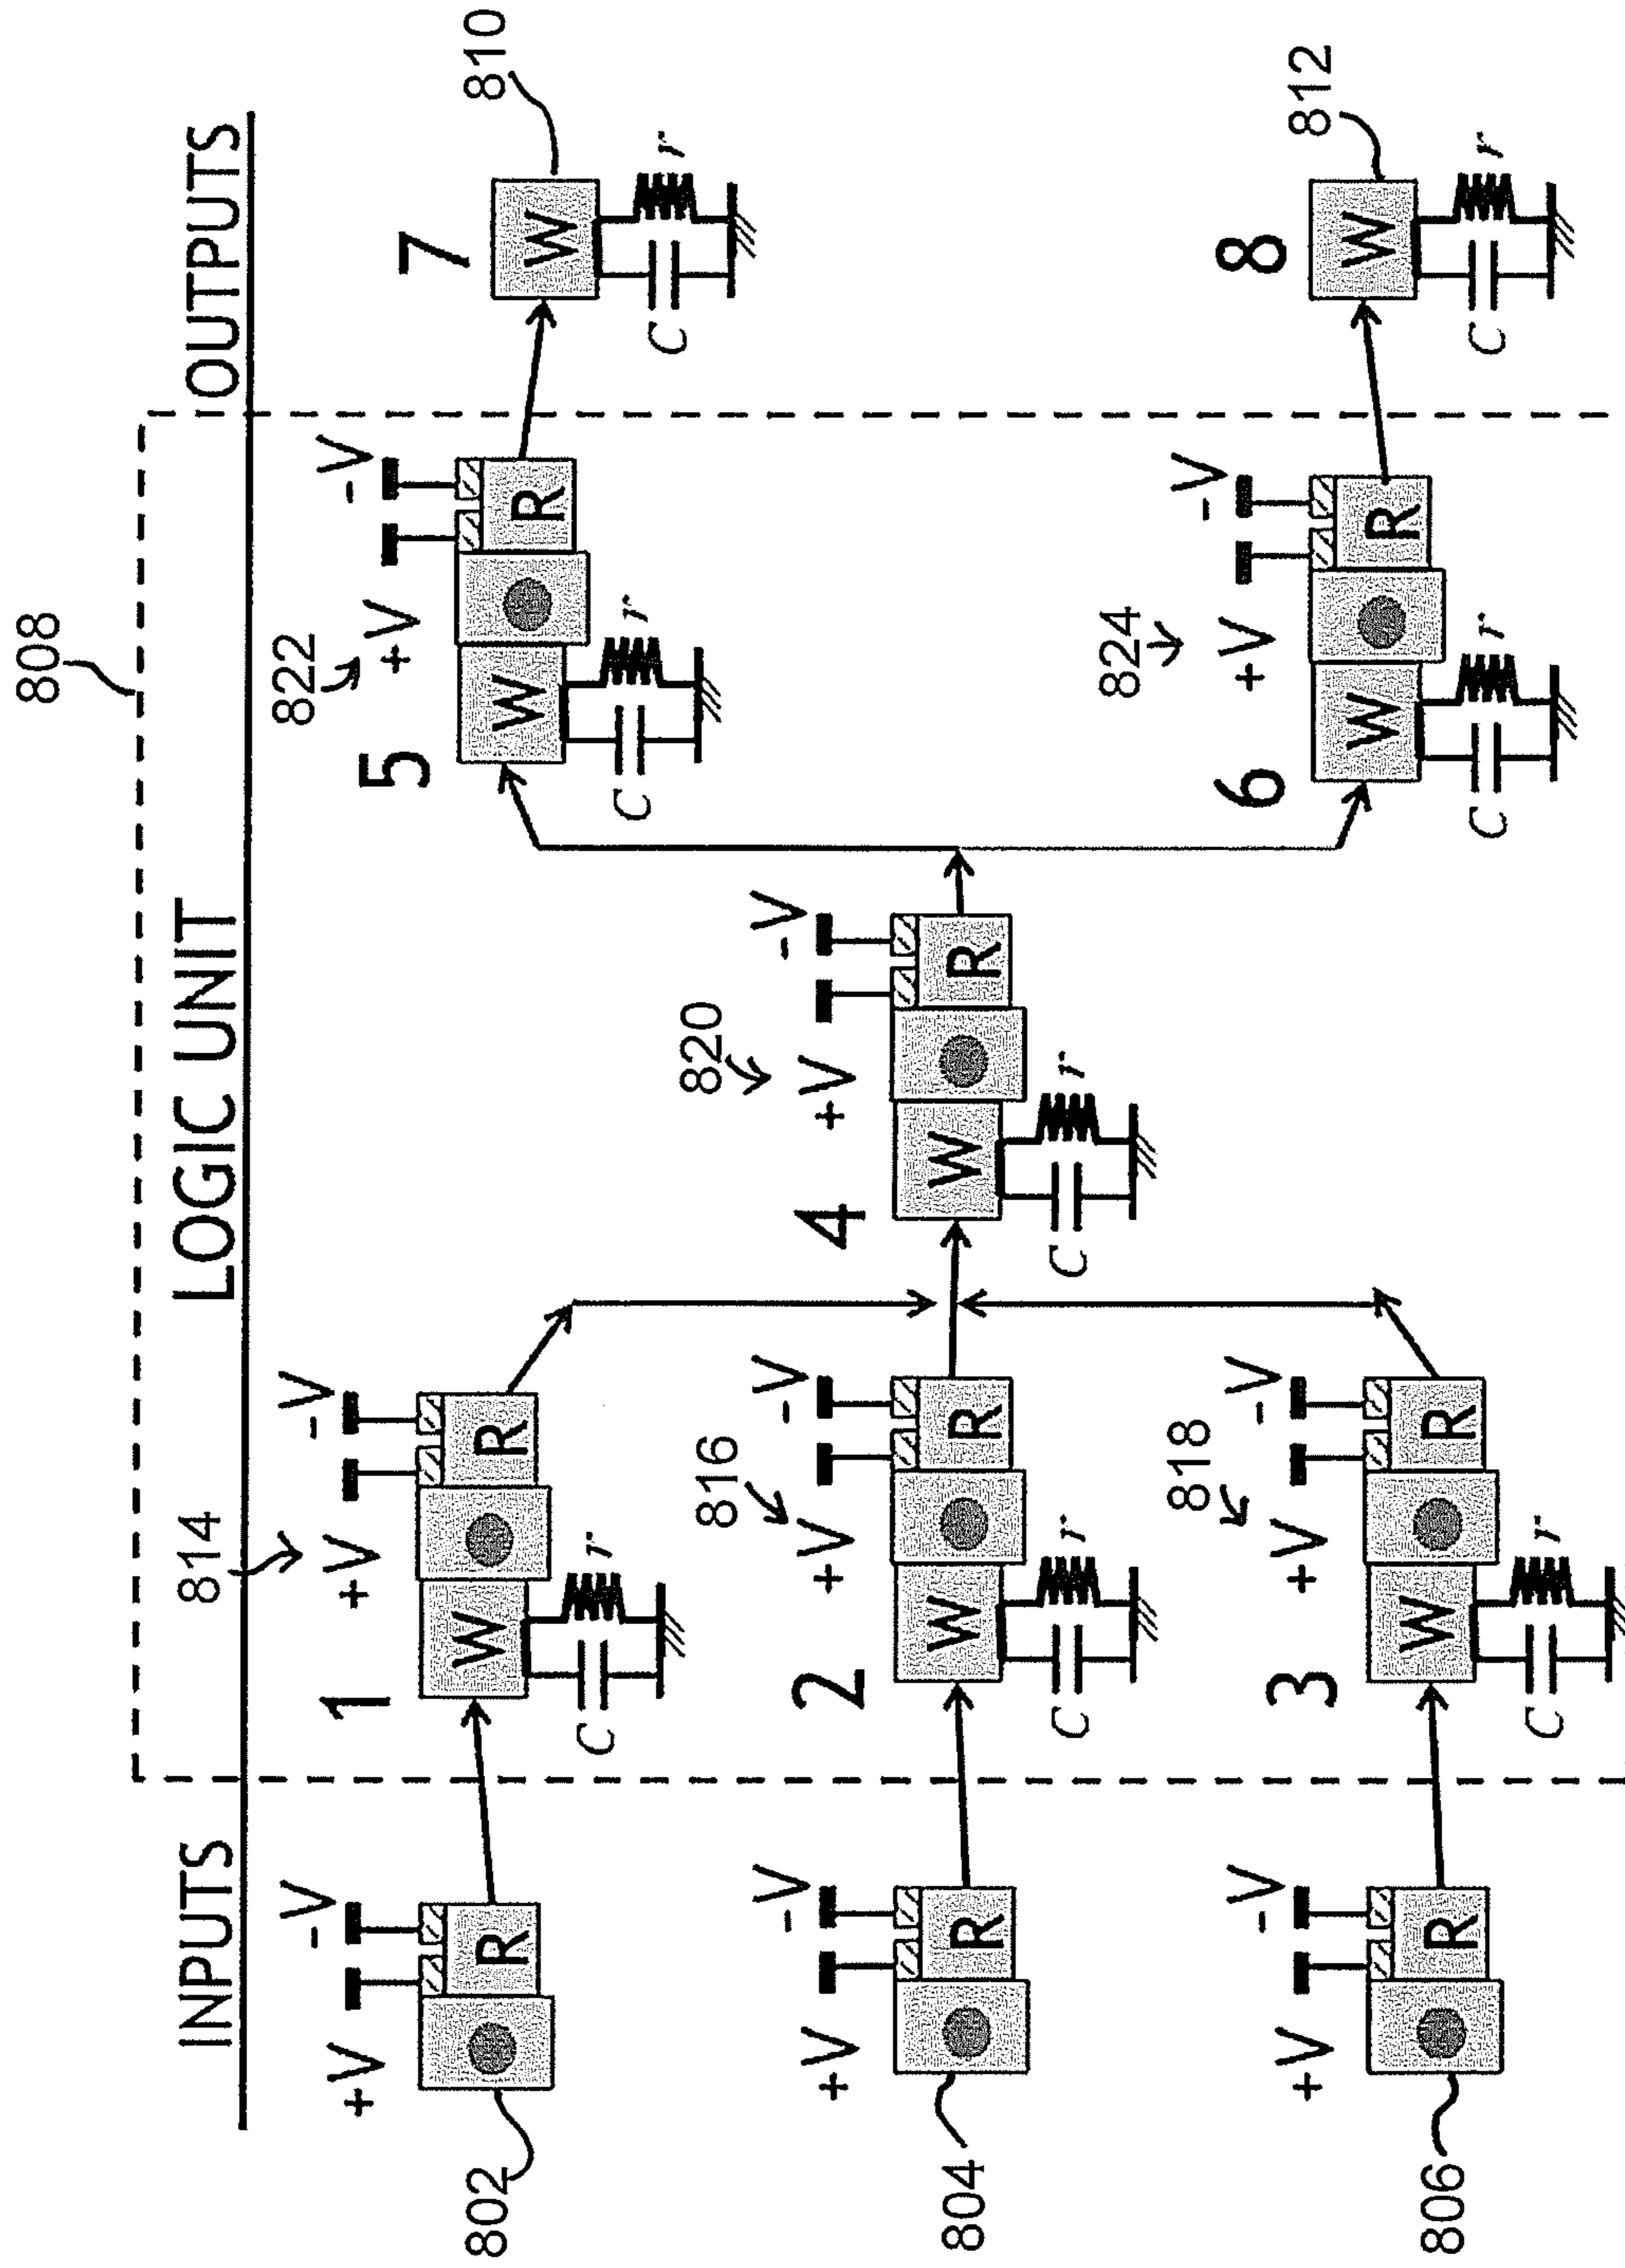 808
INPUTS
LOGIC UNIT
OUTPUTS
802
+V
-V
R
814
+V
-V
1
W
R
C
r
822
+V
-V
5
W
R
C
r
7
W
810
C
r
804
+V
-V
R
816
+V
-V
2
W
R
C
r
820
+V
-V
4
W
R
C
r
806
+V
-V
R
818
+V
-V
3
W
R
C
r
824
+V
-V
6
W
R
C
r
8
W
812
C
r